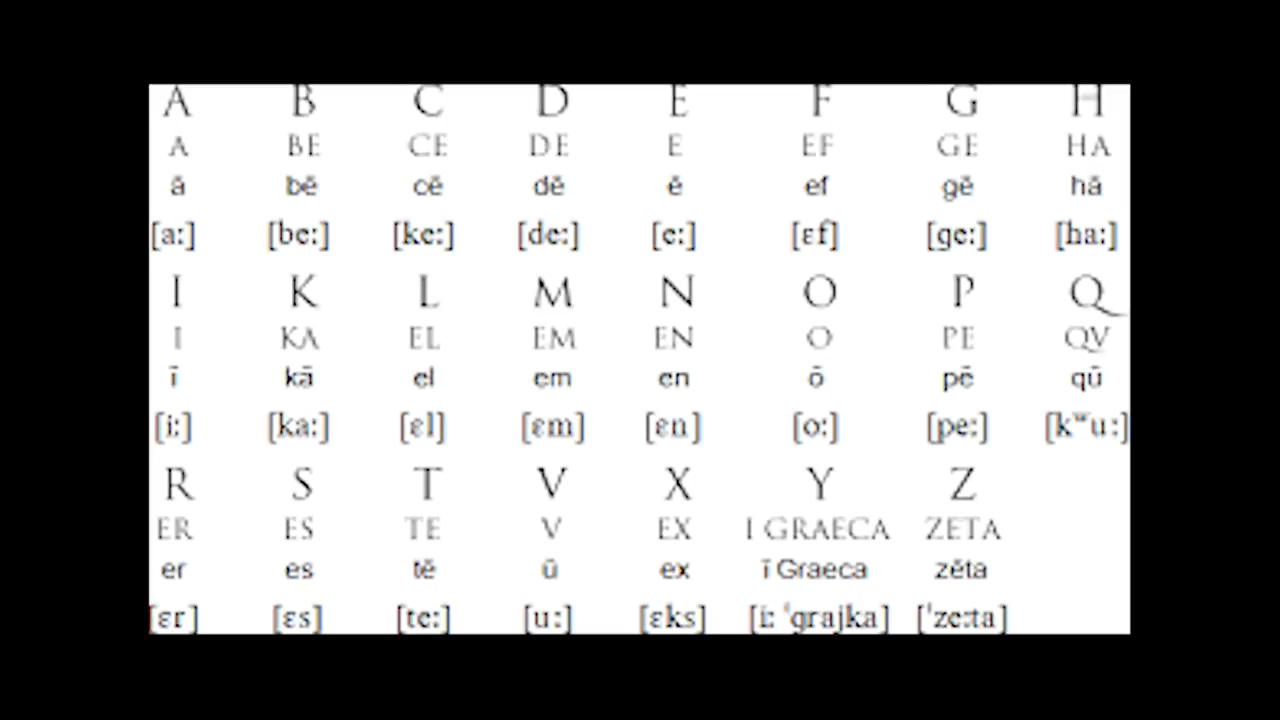 A B C D E F G H
A BE CE DE E EF GE HA
ā bē cē dē ē ef gē hā
[aː] [beː] [keː] [deː] [eː] [ɛf] [ɡeː] [haː]
I K L M N O P Q
I KA EL EM EN O PE QV
ī kā el em en ō pē qū
[iː] [kaː] [ɛl] [ɛm] [ɛn] [oː] [peː] [kʷuː]
R S T V X Y Z
ER ES TE V EX I GRAECA ZETA
er es tē ū ex ī Graeca zēta
[ɛr] [ɛs] [teː] [uː] [ɛks] [iː ˈɡrajka] [ˈzeːta]